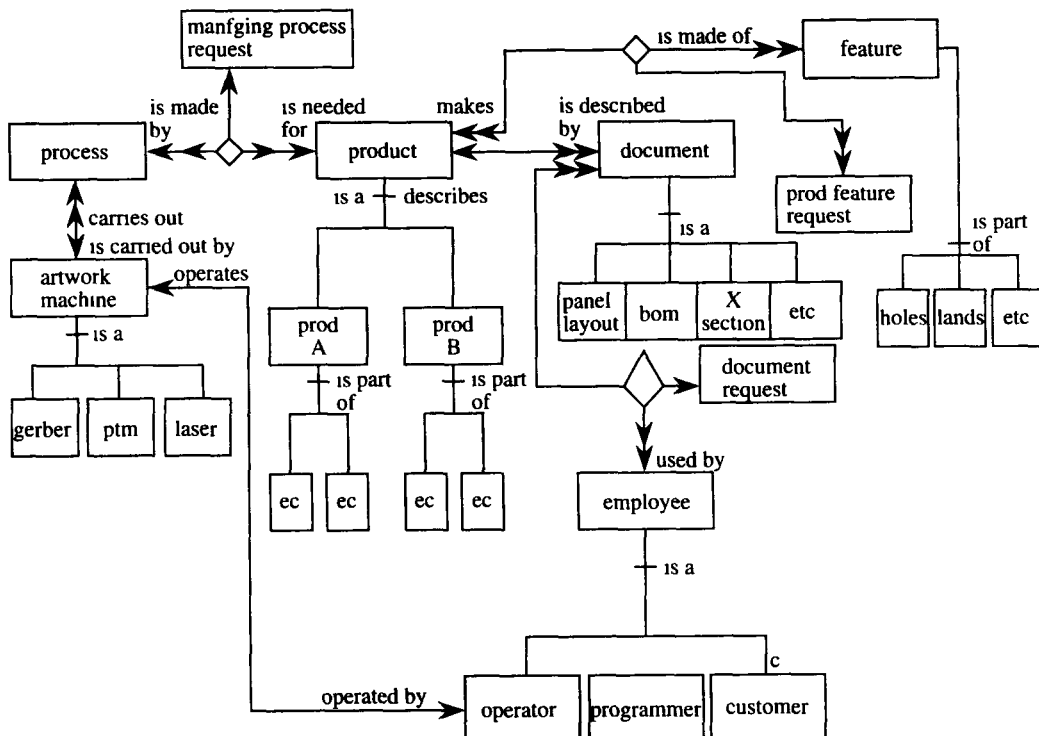 manfging process
request
is made of
feature
is made
by
is needed
for
makes
is described
by
process
product
document
prod feature
request
is a
describes
carries out
is carried out by
is a
is part
of
artwork
machine
operates
panel
layout
bom
X
section
etc
holes
lands
etc
is a
prod
A
prod
B
document
request
is part
of
is part
of
gerber
ptm
laser
used by
ec
ec
ec
ec
employee
is a
c
operated by
operator
programmer
customer